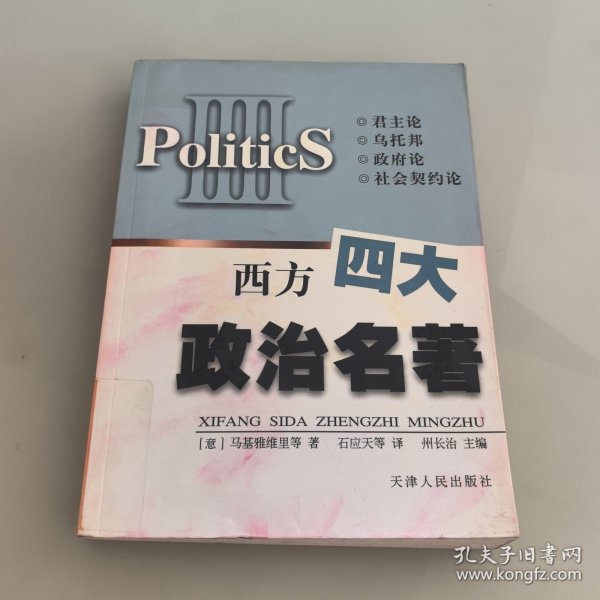 PoliticS
◎君主论
◎乌托邦
◎政府论
◎社会契约论
西方四大
政治名著
XIFANG SIDA ZHENGZHI MINGZHU
[意]马基雅维里等 著 石应天等 译 州长治 主编
天津人民出版社
孔夫子旧书网
www.kongfz.com